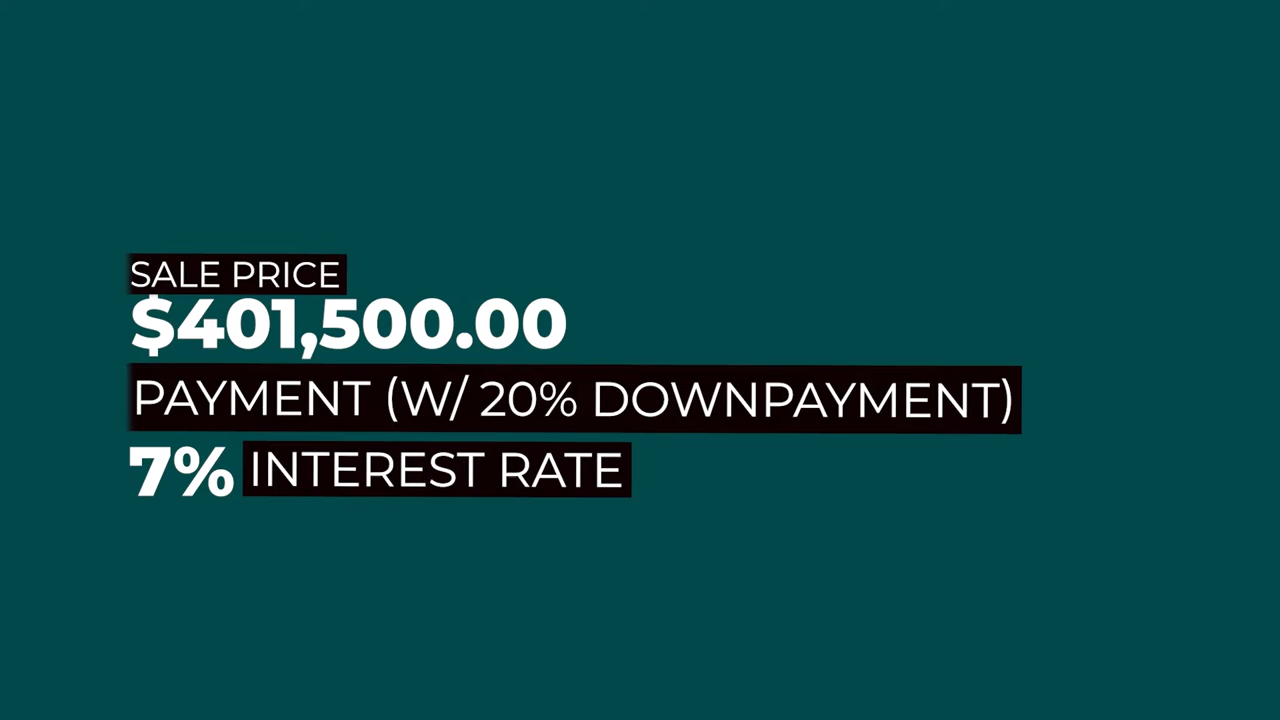 SALE PRICE
$401,500.00
PAYMENT (W/ 20% DOWNPAYMENT)
7% INTEREST RATE